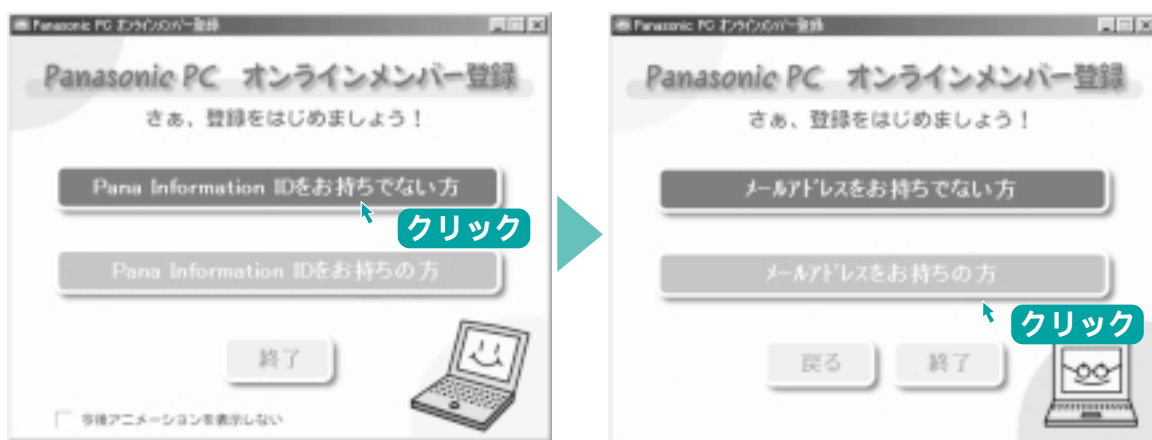 Panasonic PC オンラインメンバー登録
Panasonic PC オンラインメンバー登録
さぁ、登録をはじめましょう！
Pana Information IDをお持ちでない方
クリック
Pana Information IDをお持ちの方
終了
今後アニメーションを表示しない
Panasonic PC オンラインメンバー登録
Panasonic PC オンラインメンバー登録
さぁ、登録をはじめましょう！
メールアドレスをお持ちでない方
メールアドレスをお持ちの方
クリック
戻る
終了